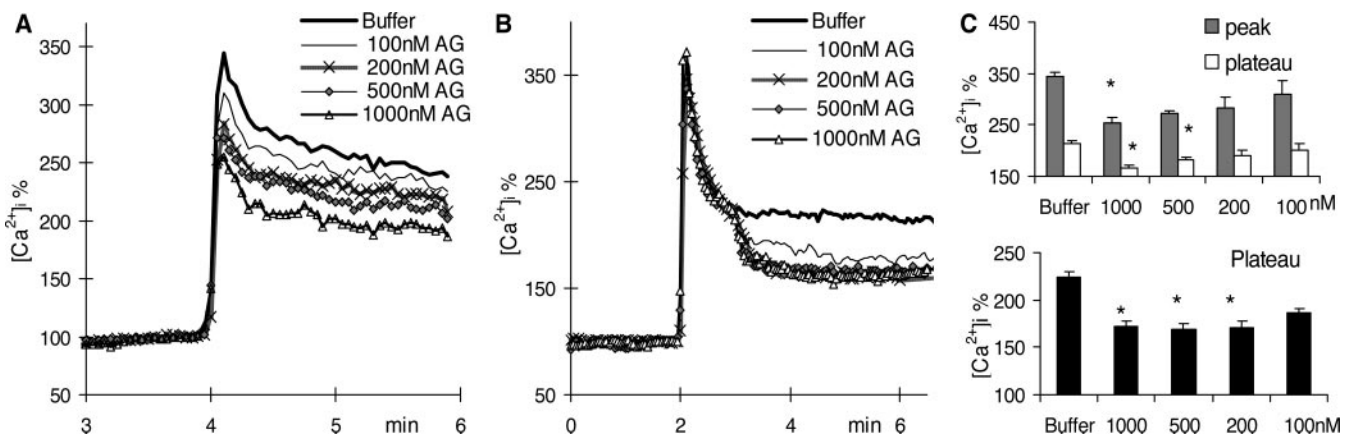 A
Buffer
100nM AG
200nM AG
500nM AG
1000nM AG
[Ca²⁺]i %
350
300
250
200
150
100
50
3 4 5 min 6
B
Buffer
100nM AG
200nM AG
500nM AG
1000nM AG
350
250
150
50
0 2 4 min 6
C
peak
plateau
[Ca²⁺]i %
450
350
250
150
* * *
Buffer 1000 500 200 100 nM
Plateau
[Ca²⁺]i %
250
200
150
100
* * *
Buffer 1000 500 200 100nM